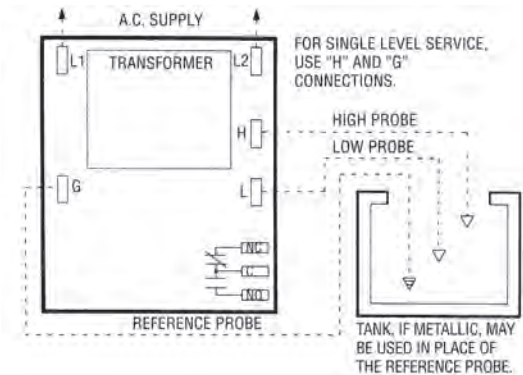 A.C. SUPPLY
L1
TRANSFORMER
L2
FOR SINGLE LEVEL SERVICE,
USE "H" AND "G"
CONNECTIONS.
H
HIGH PROBE
LOW PROBE
G
L
NC
C
NO
REFERENCE PROBE
TANK, IF METALLIC, MAY
BE USED IN PLACE OF
THE REFERENCE PROBE.